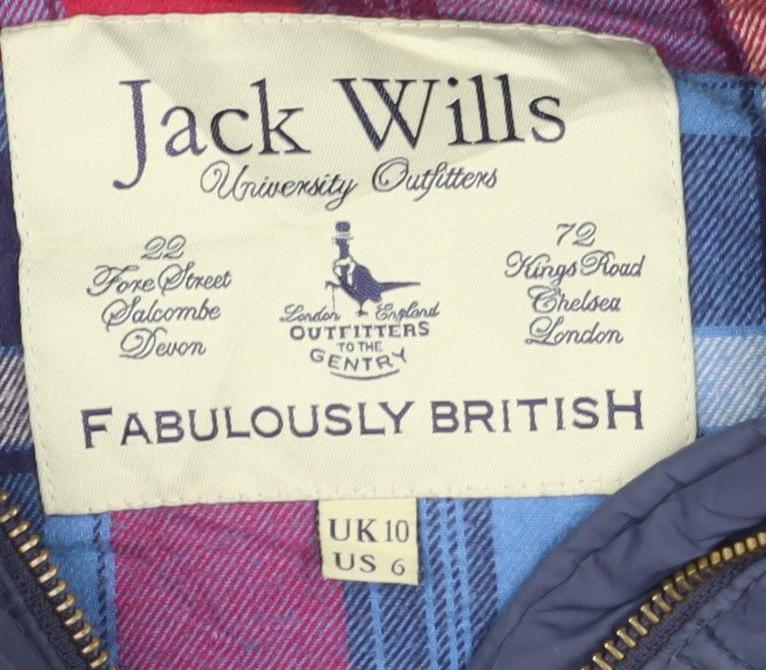 Jack Wills
University Outfitters
22
Fore Street
Salcombe
Devon
London England
OUTFITTERS
TO THE
GENTRY
72
Kings Road
Chelsea
London
FABULOUSLY BRITISH
UK 10
US 6